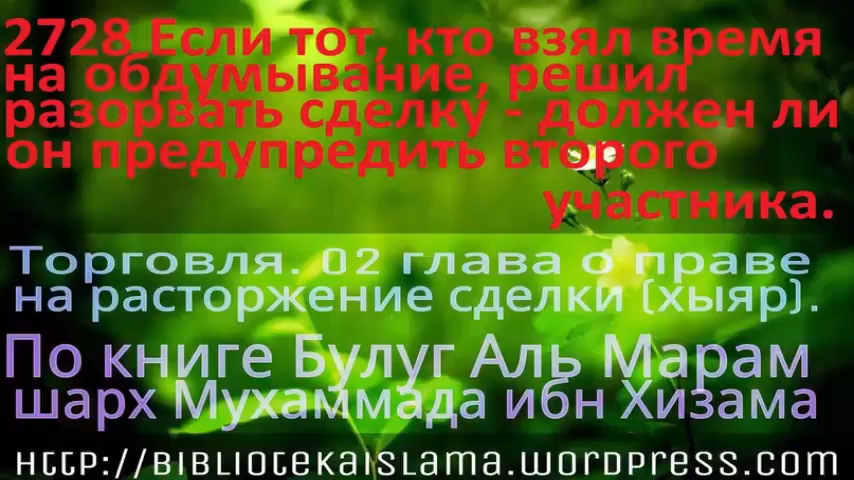 2728 Если тот, кто взял время
на обдумывание, решил
разорвать сделку - должен ли
он предупредить второго
участника.
Торговля. 02 глава о праве
на расторжение сделки (хыяр).
По книге Булуг Аль Марам
шарх Мухаммада ибн Хизама
HTTP://BIBLIOTEKAISLAMA.WORDPRESS.COM